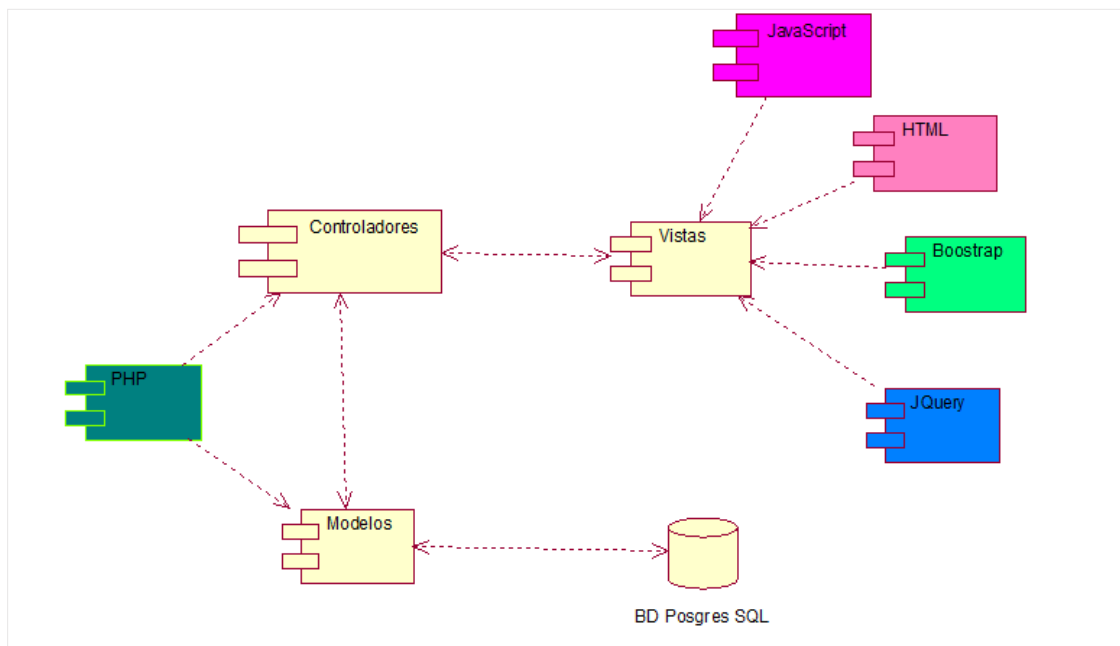 JavaScript
HTML
Controladores
Vistas
Boostrap
PHP
JQuery
Modelos
BD Posgres SQL